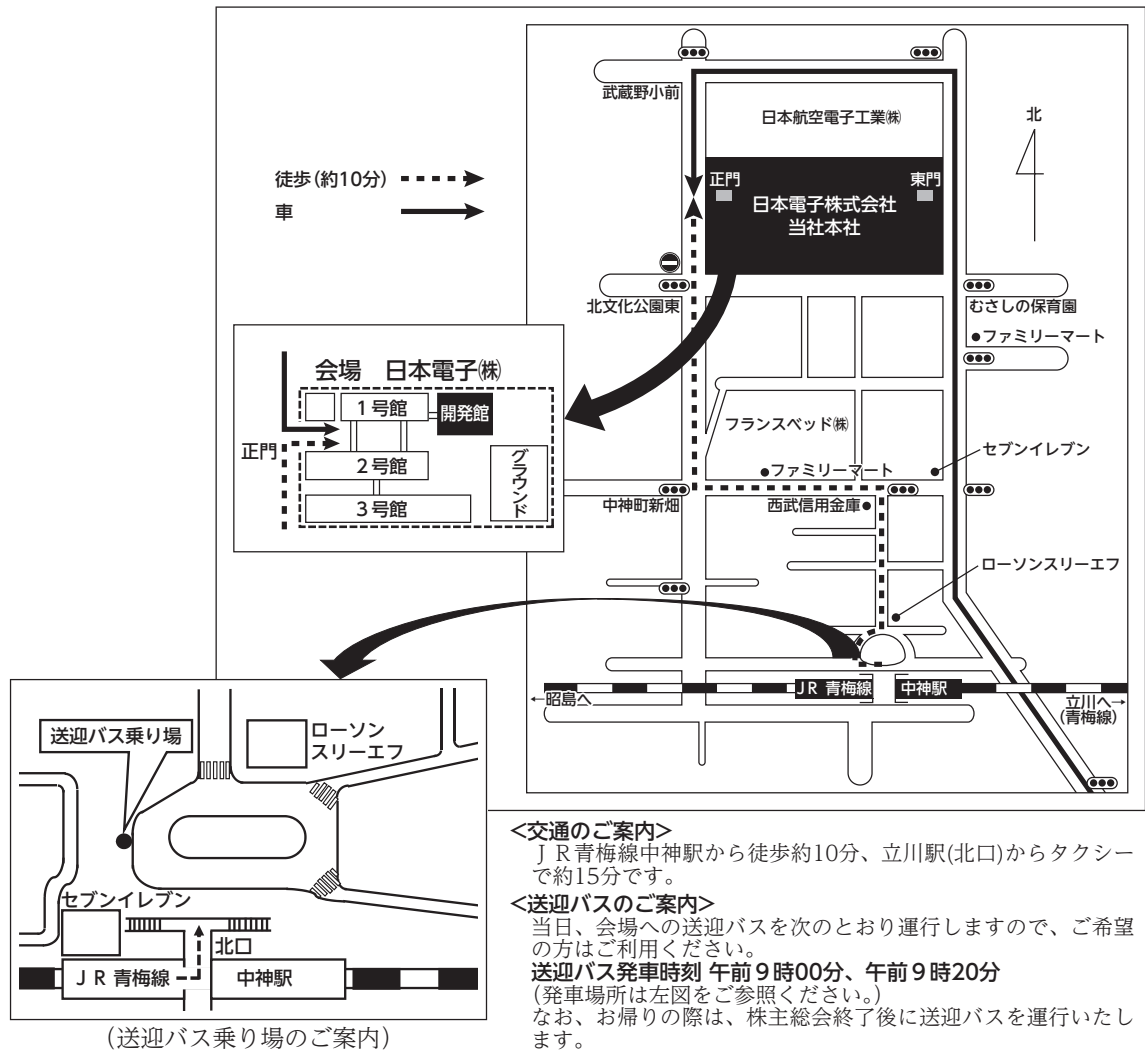 武蔵野小前
日本航空電子工業㈱
北
徒歩(約10分)
車
正門
東門
日本電子株式会社
当社本社
北文化公園東
むさしの保育園
●ファミリーマート
会場 日本電子㈱
1号館
開発館
正門
2号館
グラウンド
3号館
フランスベッド㈱
セブンイレブン
●ファミリーマート
中神町新畑
西武信用金庫●
ローソンスリーエフ
JR 青梅線
中神駅
←昭島へ
立川へ→
(青梅線)
送迎バス乗り場
ローソン
スリーエフ
セブンイレブン
北口
JR 青梅線
中神駅
(送迎バス乗り場のご案内)
<交通のご案内>
JR青梅線中神駅から徒歩約10分、立川駅(北口)からタクシー
で約15分です。
<送迎バスのご案内>
当日、会場への送迎バスを次のとおり運行しますので、ご希望
の方はご利用ください。
送迎バス発車時刻 午前9時00分、午前9時20分
(発車場所は左図をご参照ください。)
なお、お帰りの際は、株主総会終了後に送迎バスを運行いたし
ます。